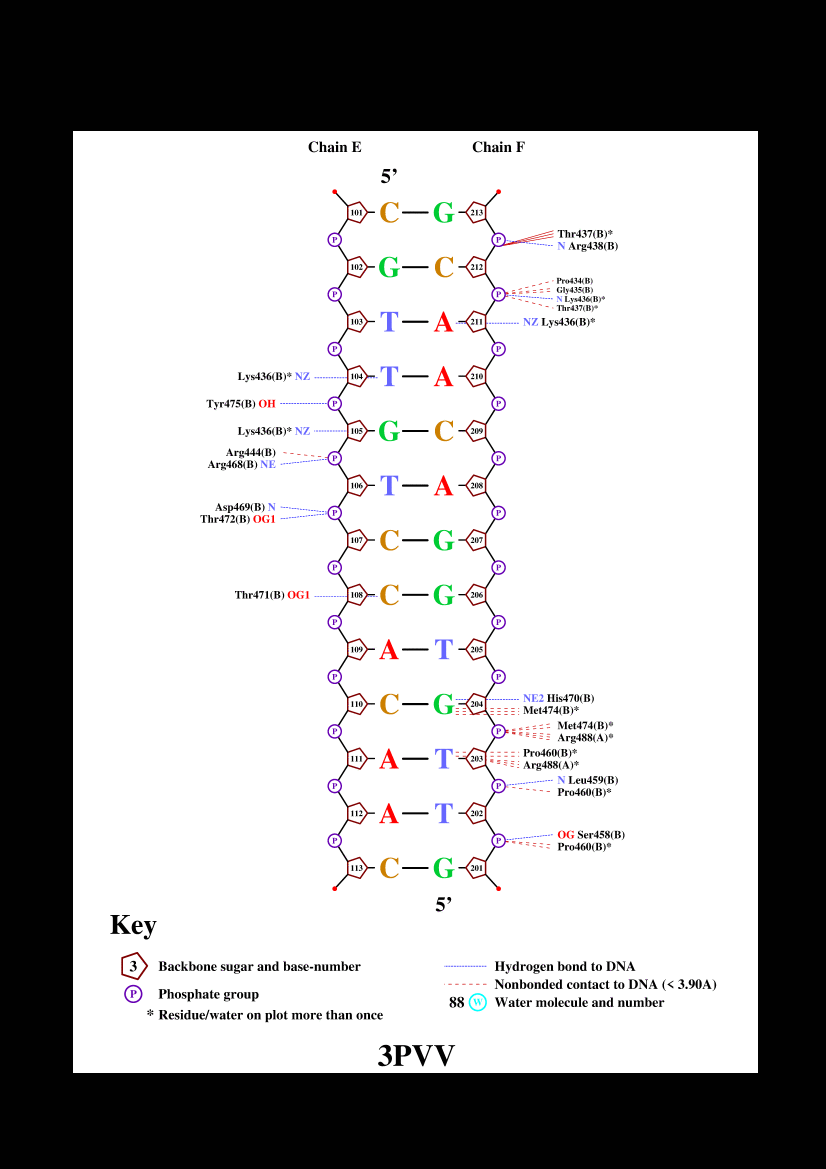 Chain E Chain F
5’
101 C G 213
P P Thr437(B)*
N Arg438(B)
102 G C 212
Pro434(B)
Gly435(B)
P P N Lys436(B)*
Thr437(B)*
103 T A 211 NZ Lys436(B)*
P P
Lys436(B)* NZ 104 T A 210
Tyr475(B) OH P P
Lys436(B)* NZ 105 G C 209
Arg444(B)
P P
Arg468(B) NE
106 T A 208
Asp469(B) N
P P
Thr472(B) OG1
107 C G 207
P P
Thr471(B) OG1 108 C G 206
P P
109 A T 205
P P
110 C G 204 NE2 His470(B)
Met474(B)*
P P Met474(B)*
Arg488(A)*
111 A T 203 Pro460(B)*
Arg488(A)*
P P N Leu459(B)
Pro460(B)*
112 A T 202
P P OG Ser458(B)
Pro460(B)*
113 C G 201
5’
Key
3 Backbone sugar and base-number
Hydrogen bond to DNA
Nonbonded contact to DNA (< 3.90A)
P Phosphate group
88 W Water molecule and number
* Residue/water on plot more than once
3PVV